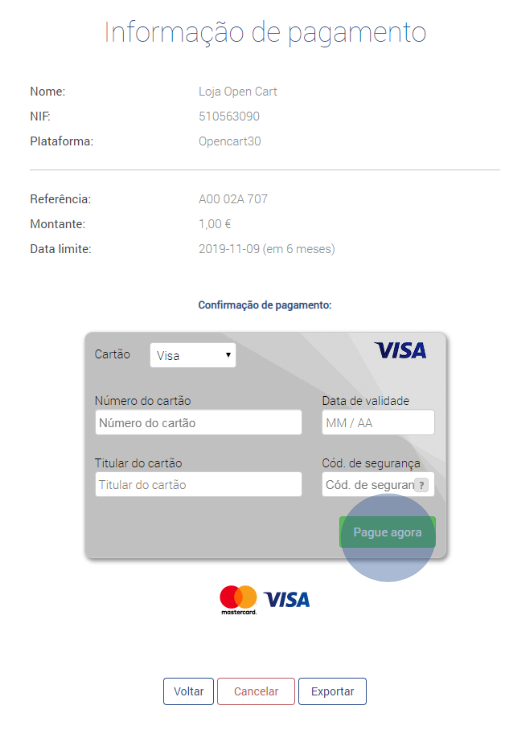 Informação de pagamento
Nome: Loja Open Cart
NIF: 510563090
Plataforma: Opencart30
Referência: A00 02A 707
Montante: 1,00 €
Data limite: 2019-11-09 (em 6 meses)
Confirmação de pagamento:
Cartão Visa VISA
Número do cartão Data de validade
Número do cartão MM / AA
Titular do cartão Cód. de segurança
Titular do cartão Cód. de seguran ?
Pague agora
mastercard. VISA
Voltar Cancelar Exportar